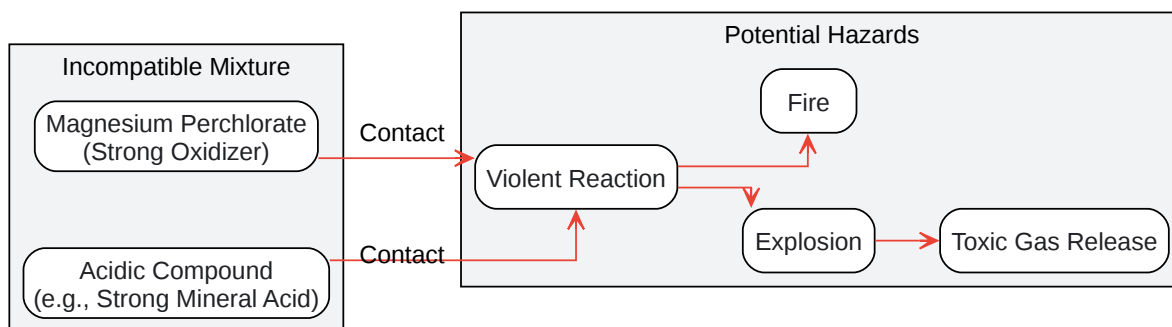 Incompatible Mixture
Magnesium Perchlorate
(Strong Oxidizer)
Acidic Compound
(e.g., Strong Mineral Acid)
Contact
Contact
Potential Hazards
Violent Reaction
Fire
Explosion
Toxic Gas Release